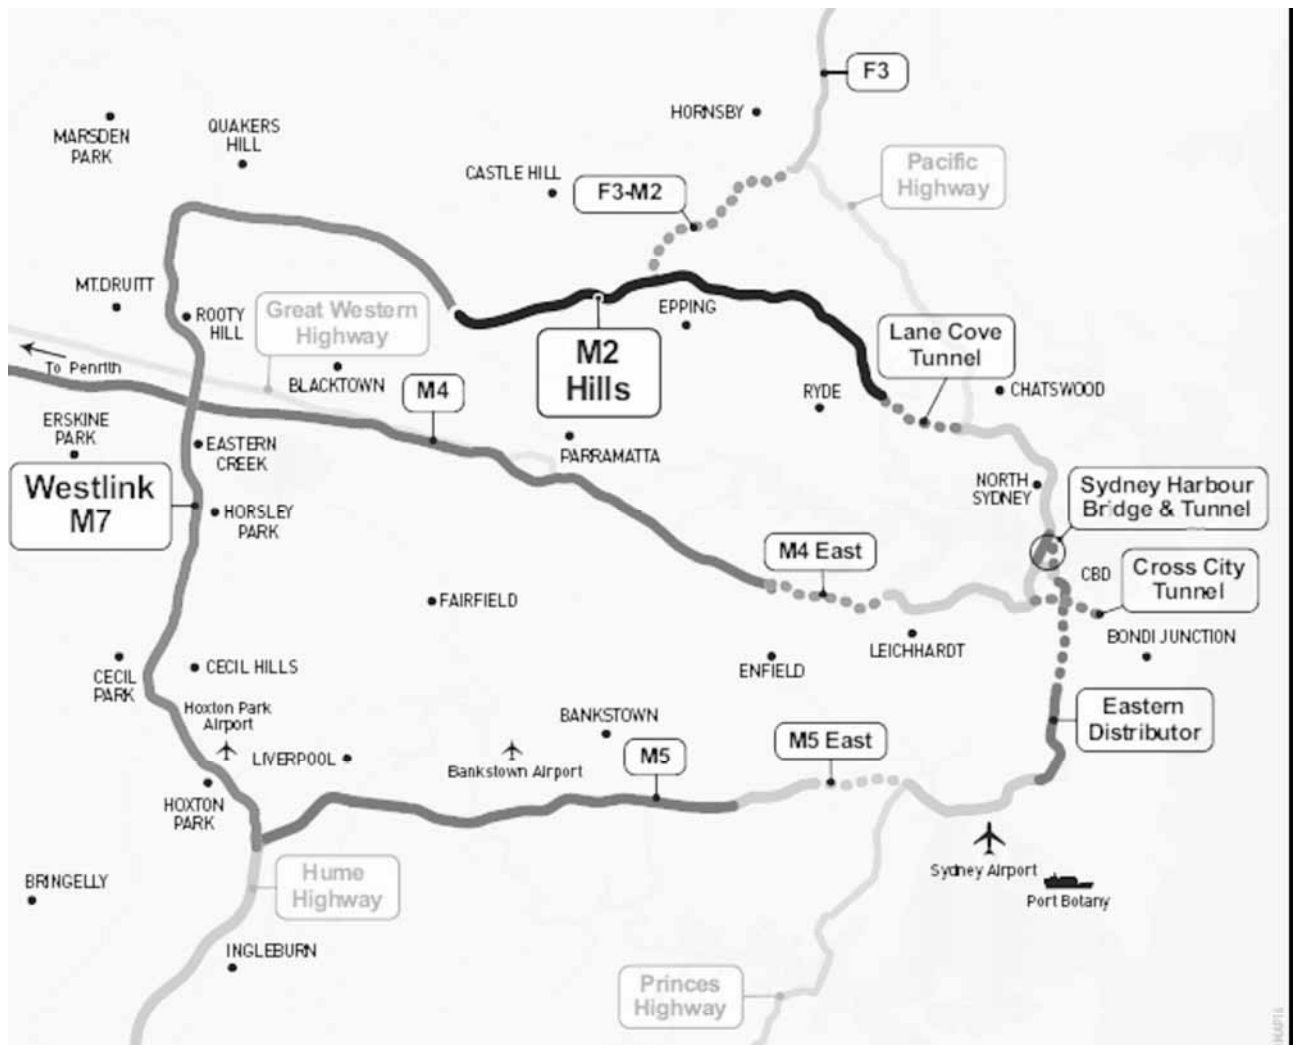 F3
HORNSBY
MARSDEN
PARK
QUAKERS
HILL
CASTLE HILL
F3-M2
Pacific
Highway
MT.DRUITT
ROOTY
HILL
Great Western
Highway
EPPING
Lane Cove
Tunnel
To Penrith
BLACKTOWN
M4
M2
Hills
RYDE
CHATSWOOD
ERSKINE
PARK
EASTERN
CREEK
PARRAMATTA
Westlink
M7
HORSLEY
PARK
NORTH
SYDNEY
Sydney Harbour
Bridge & Tunnel
M4 East
CBD
Cross City
Tunnel
FAIRFIELD
LEICHHARDT
BONDI JUNCTION
CECIL
PARK
CECIL HILLS
ENFIELD
Hoxton Park
Airport
BANKSTOWN
Eastern
Distributor
LIVERPOOL
Bankstown Airport
M5
M5 East
HOXTON
PARK
Hume
Highway
Sydney Airport
BRINGELLY
Port Botany
INGLEBURN
Princes
Highway